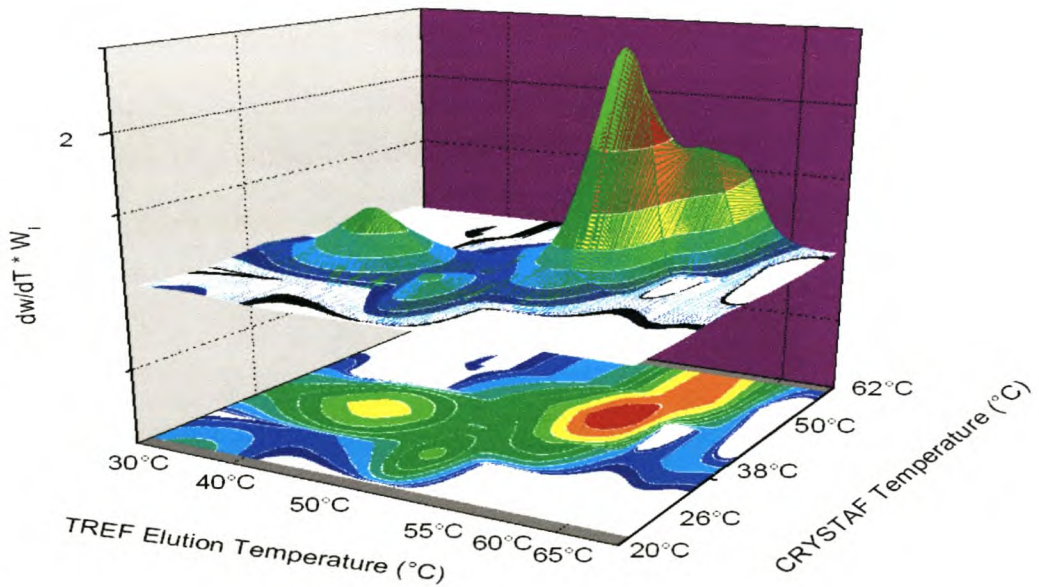 2
dw/dT * Wᵢ
30°C
40°C
50°C
55°C
60°C
65°C
TREF Elution Temperature (°C)
20°C
26°C
38°C
50°C
62°C
CRYSTAF Temperature (°C)